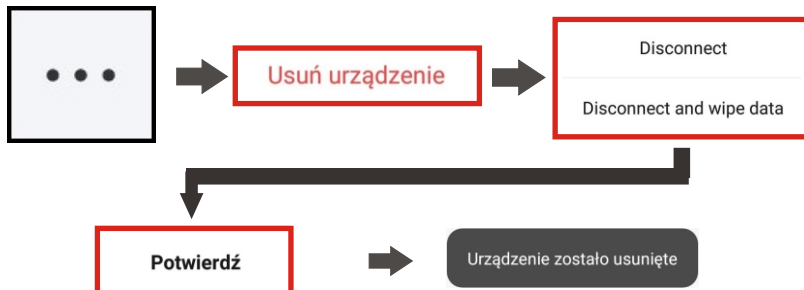 Usuń urządzenie
Disconnect
Disconnect and wipe data
Potwierdź
Urządzenie zostało usunięte